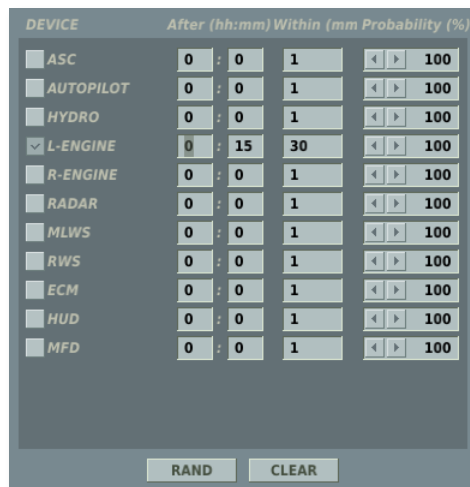 DEVICE After (hh:mm) Within (mm Probability (%)
ASC 0 : 0 1 100
AUTOPILOT 0 : 0 1 100
HYDRO 0 : 0 1 100
L-ENGINE 0 : 15 30 100
R-ENGINE 0 : 0 1 100
RADAR 0 : 0 1 100
MLWS 0 : 0 1 100
RWS 0 : 0 1 100
ECM 0 : 0 1 100
HUD 0 : 0 1 100
MFD 0 : 0 1 100
RAND CLEAR